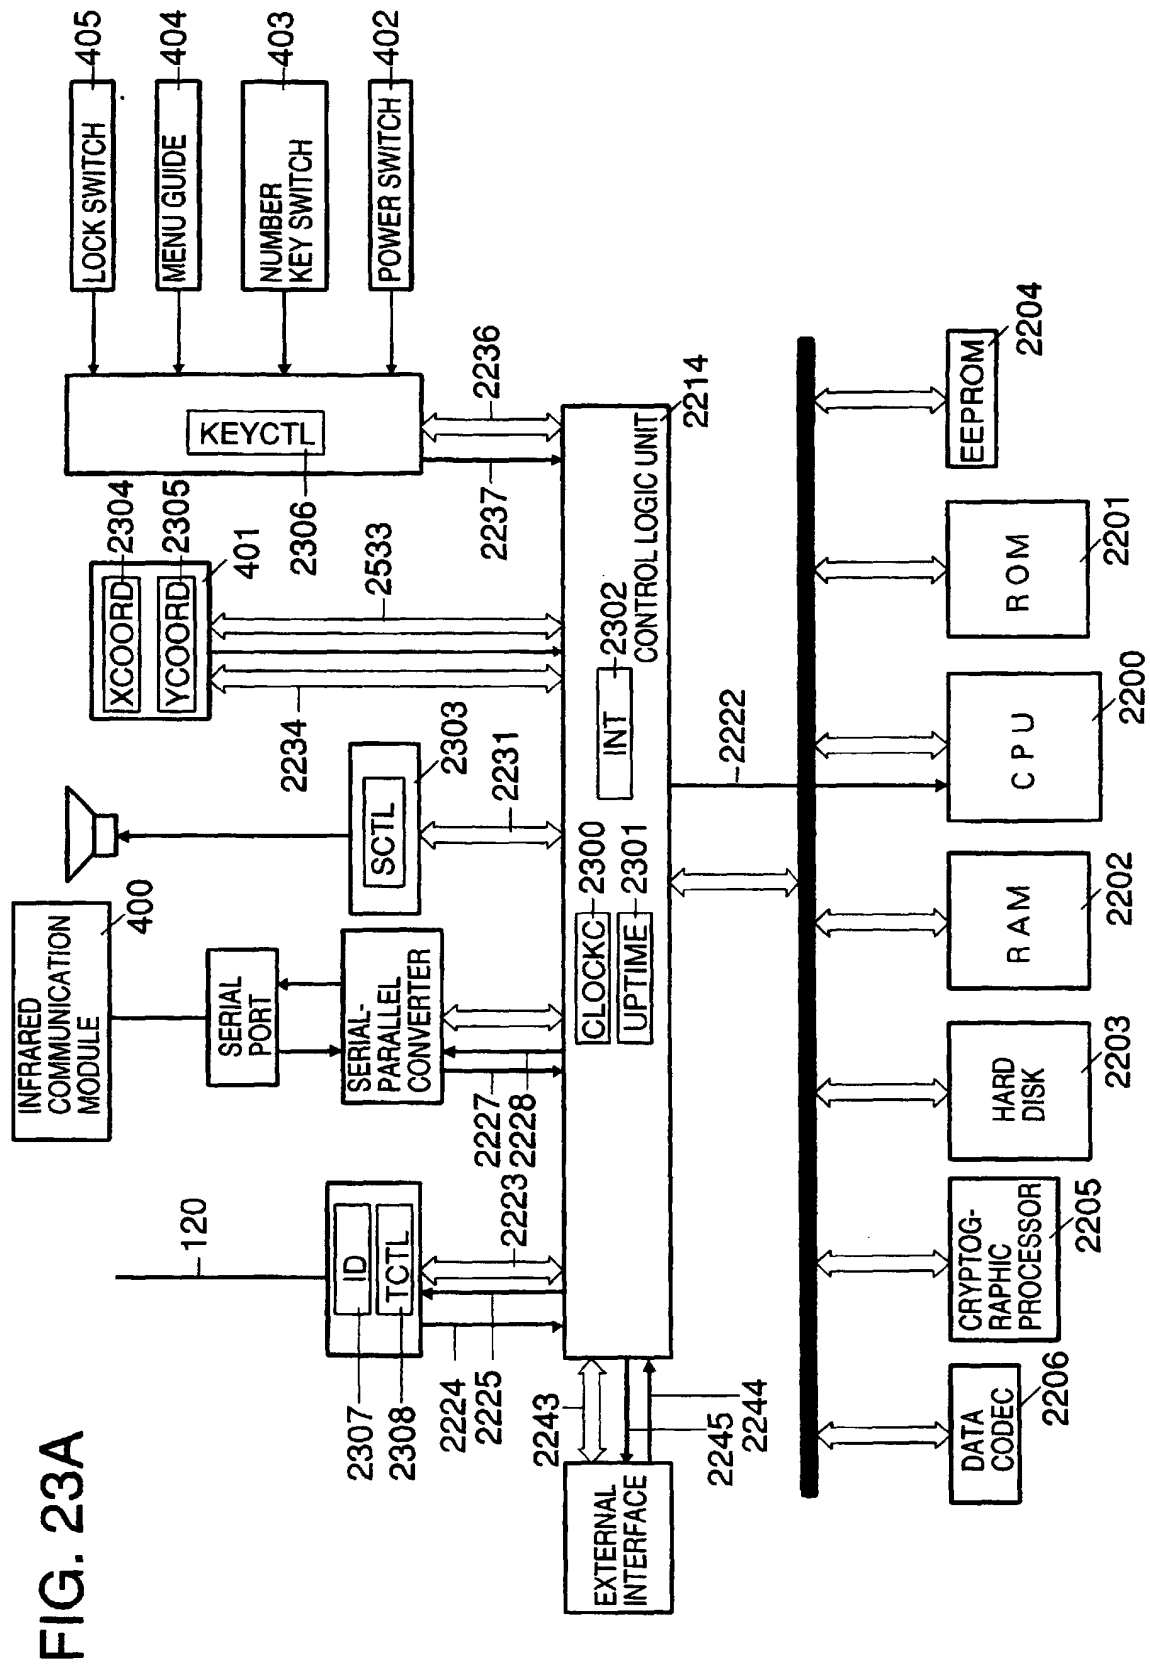 FIG. 23A
INFRARED
COMMUNICATION
MODULE
400
120
SERIAL
PORT
SERIAL-
PARALLEL
CONVERTER
2227
2228
ID
TCTL
2307
2308
2223
2224
2225
SCTL
2303
2231
XCOORD
YCOORD
2304
2305
401
2234
2533
KEYCTL
2306
2236
2237
LOCK SWITCH
405
MENU GUIDE
404
NUMBER
KEY SWITCH
403
POWER SWITCH
402
EXTERNAL
INTERFACE
2243
2245
2244
CLOCKC
2300
UPTIME
2301
INT
2302
CONTROL LOGIC UNIT
2214
2222
DATA
CODEC
2206
CRYPTOG-
RAPHIC
PROCESSOR
2205
HARD
DISK
2203
RAM
2202
CPU
2200
ROM
2201
EEPROM
2204